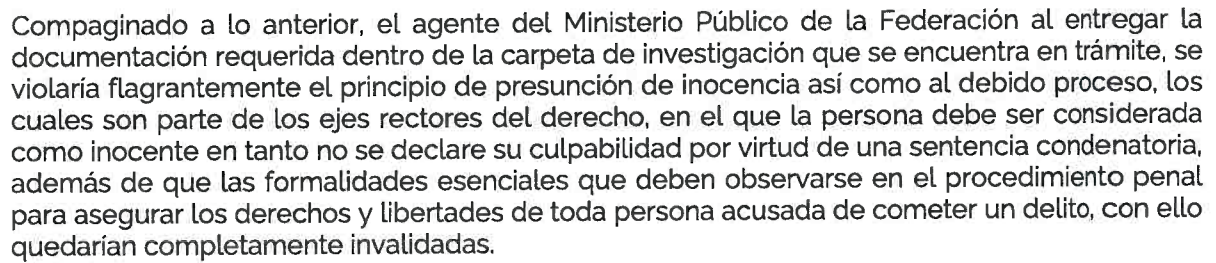 Compaginado a lo anterior, el agente del Ministerio Público de la Federación al entregar la
documentación requerida dentro de la carpeta de investigación que se encuentra en trámite, se
violaría flagrantemente el principio de presunción de inocencia así como al debido proceso, los
cuales son parte de los ejes rectores del derecho, en el que la persona debe ser considerada
como inocente en tanto no se declare su culpabilidad por virtud de una sentencia condenatoria,
además de que las formalidades esenciales que deben observarse en el procedimiento penal
para asegurar los derechos y libertades de toda persona acusada de cometer un delito, con ello
quedarían completamente invalidadas.